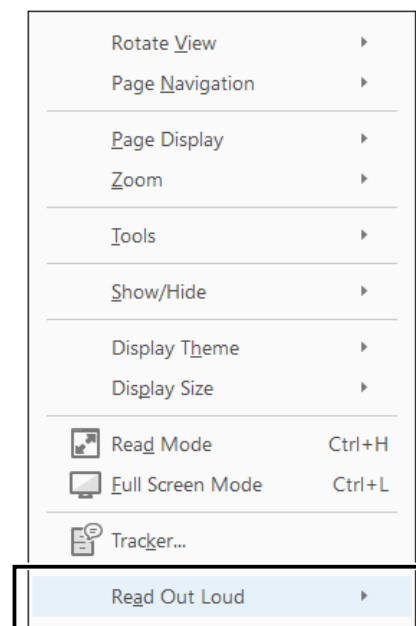 Rotate View
Page Navigation
Page Display
Zoom
Tools
Show/Hide
Display Theme
Display Size
Read Mode Ctrl+H
Full Screen Mode Ctrl+L
Tracker...
Read Out Loud